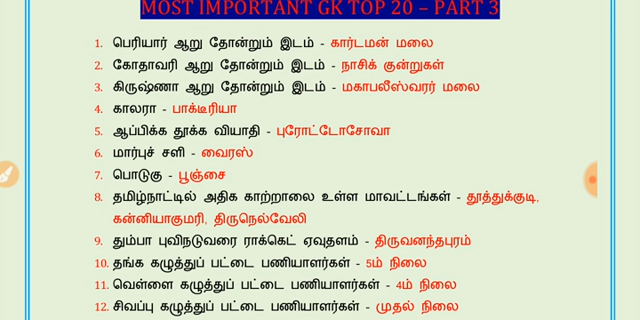 MOST IMPORTANT GK TOP 20 – PART 3
1. பெரியார் ஆறு தோன்றும் இடம் - கார்டமன் மலை
2. கோதாவரி ஆறு தோன்றும் இடம் - நாசிக் குன்றுகள்
3. கிருஷ்ணா ஆறு தோன்றும் இடம் - மகாபலீஸ்வரர் மலை
4. காலரா - பாக்டீரியா
5. ஆப்பிக்க தூக்க வியாதி - புரோட்டோசோவா
6. மார்புச் சளி - வைரஸ்
7. பொடுகு - பூஞ்சை
8. தமிழ்நாட்டில் அதிக காற்றாலை உள்ள மாவட்டங்கள் - தூத்துக்குடி,
கன்னியாகுமரி, திருநெல்வேலி
9. தும்பா புவிநடுவரை ராக்கெட் ஏவுதளம் - திருவனந்தபுரம்
10. தங்க கழுத்துப் பட்டை பணியாளர்கள் - 5ம் நிலை
11. வெள்ளை கழுத்துப் பட்டை பணியாளர்கள் - 4ம் நிலை
12. சிவப்பு கழுத்துப் பட்டை பணியாளர்கள் - முதல் நிலை